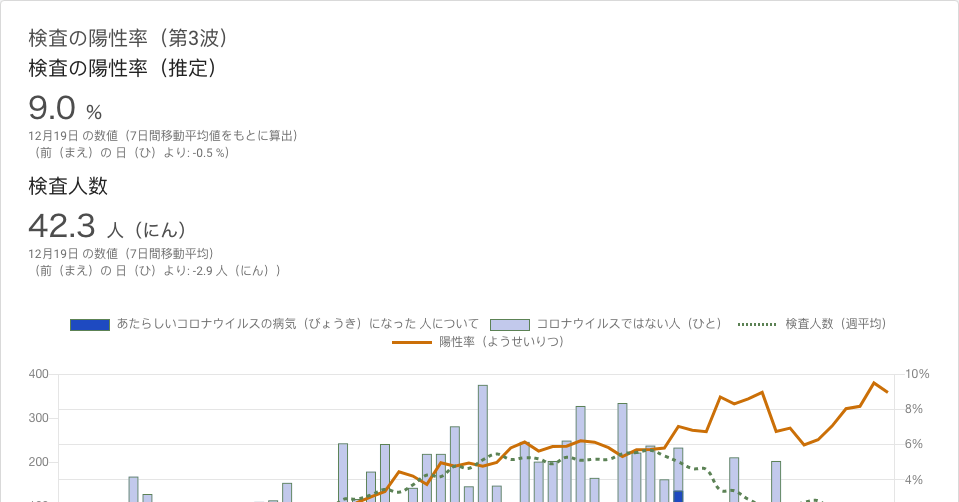 検査の陽性率（第3波）
検査の陽性率（推定）
9.0 %
12月19日 の数値（7日間移動平均値をもとに算出）
（前（まえ）の 日（ひ）より: -0.5 %）
検査人数
42.3 人（にん）
12月19日 の数値（7日間移動平均）
（前（まえ）の 日（ひ）より: -2.9 人（にん））
あたらしいコロナウイルスの病気（びょうき）になった 人について コロナウイルスではない人（ひと） 検査人数（週平均）
陽性率（ようせいりつ）
400 10%
300 8%
6%
200 4%